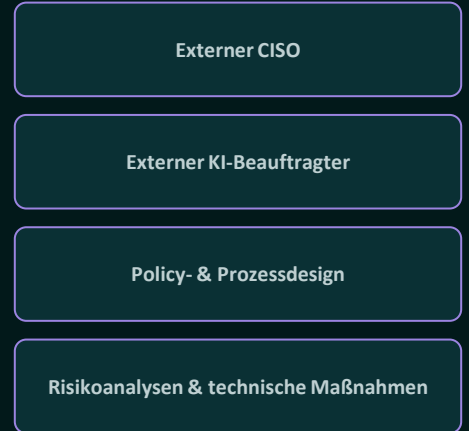 Externer CISO
Externer KI-Beauftragter
Policy- & Prozessdesign
Risikoanalysen & technische Maßnahmen